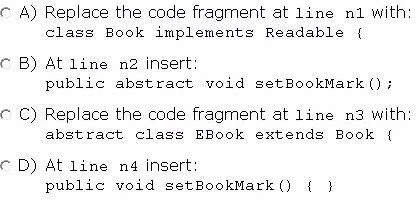 A) Replace the code fragment at line n1 with:
class Book implements Readable {
B) At line n2 insert:
public abstract void setBookMark();
C) Replace the code fragment at line n3 with:
abstract class EBook extends Book {
D) At line n4 insert:
public void setBookMark() { }